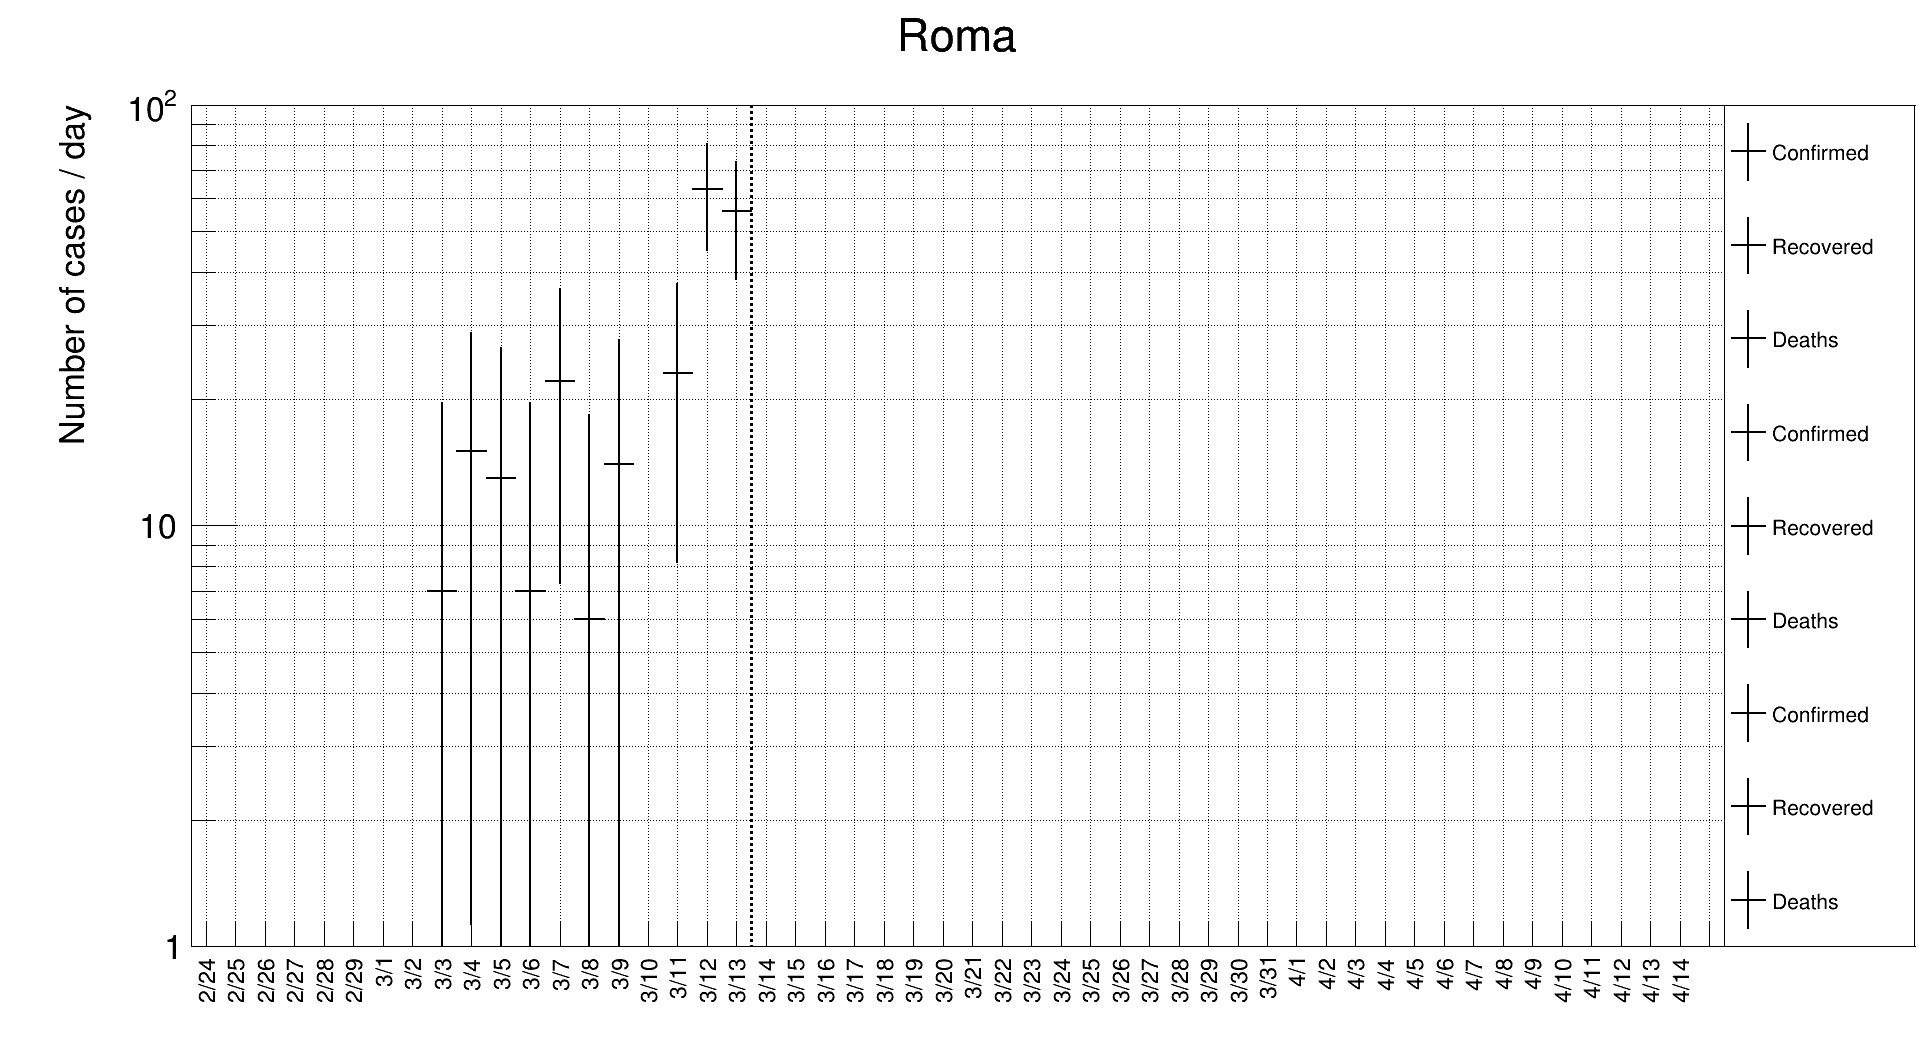 Roma
Number of cases / day
10²
10
1
2/24 2/25 2/26 2/27 2/28 2/29 3/1 3/2 3/3 3/4 3/5 3/6 3/7 3/8 3/9 3/10 3/11 3/12 3/13 3/14 3/15 3/16 3/17 3/18 3/19 3/20 3/21 3/22 3/23 3/24 3/25 3/26 3/27 3/28 3/29 3/30 3/31 4/1 4/2 4/3 4/4 4/5 4/6 4/7 4/8 4/9 4/10 4/11 4/12 4/13 4/14
Confirmed
Recovered
Deaths
Confirmed
Recovered
Deaths
Confirmed
Recovered
Deaths